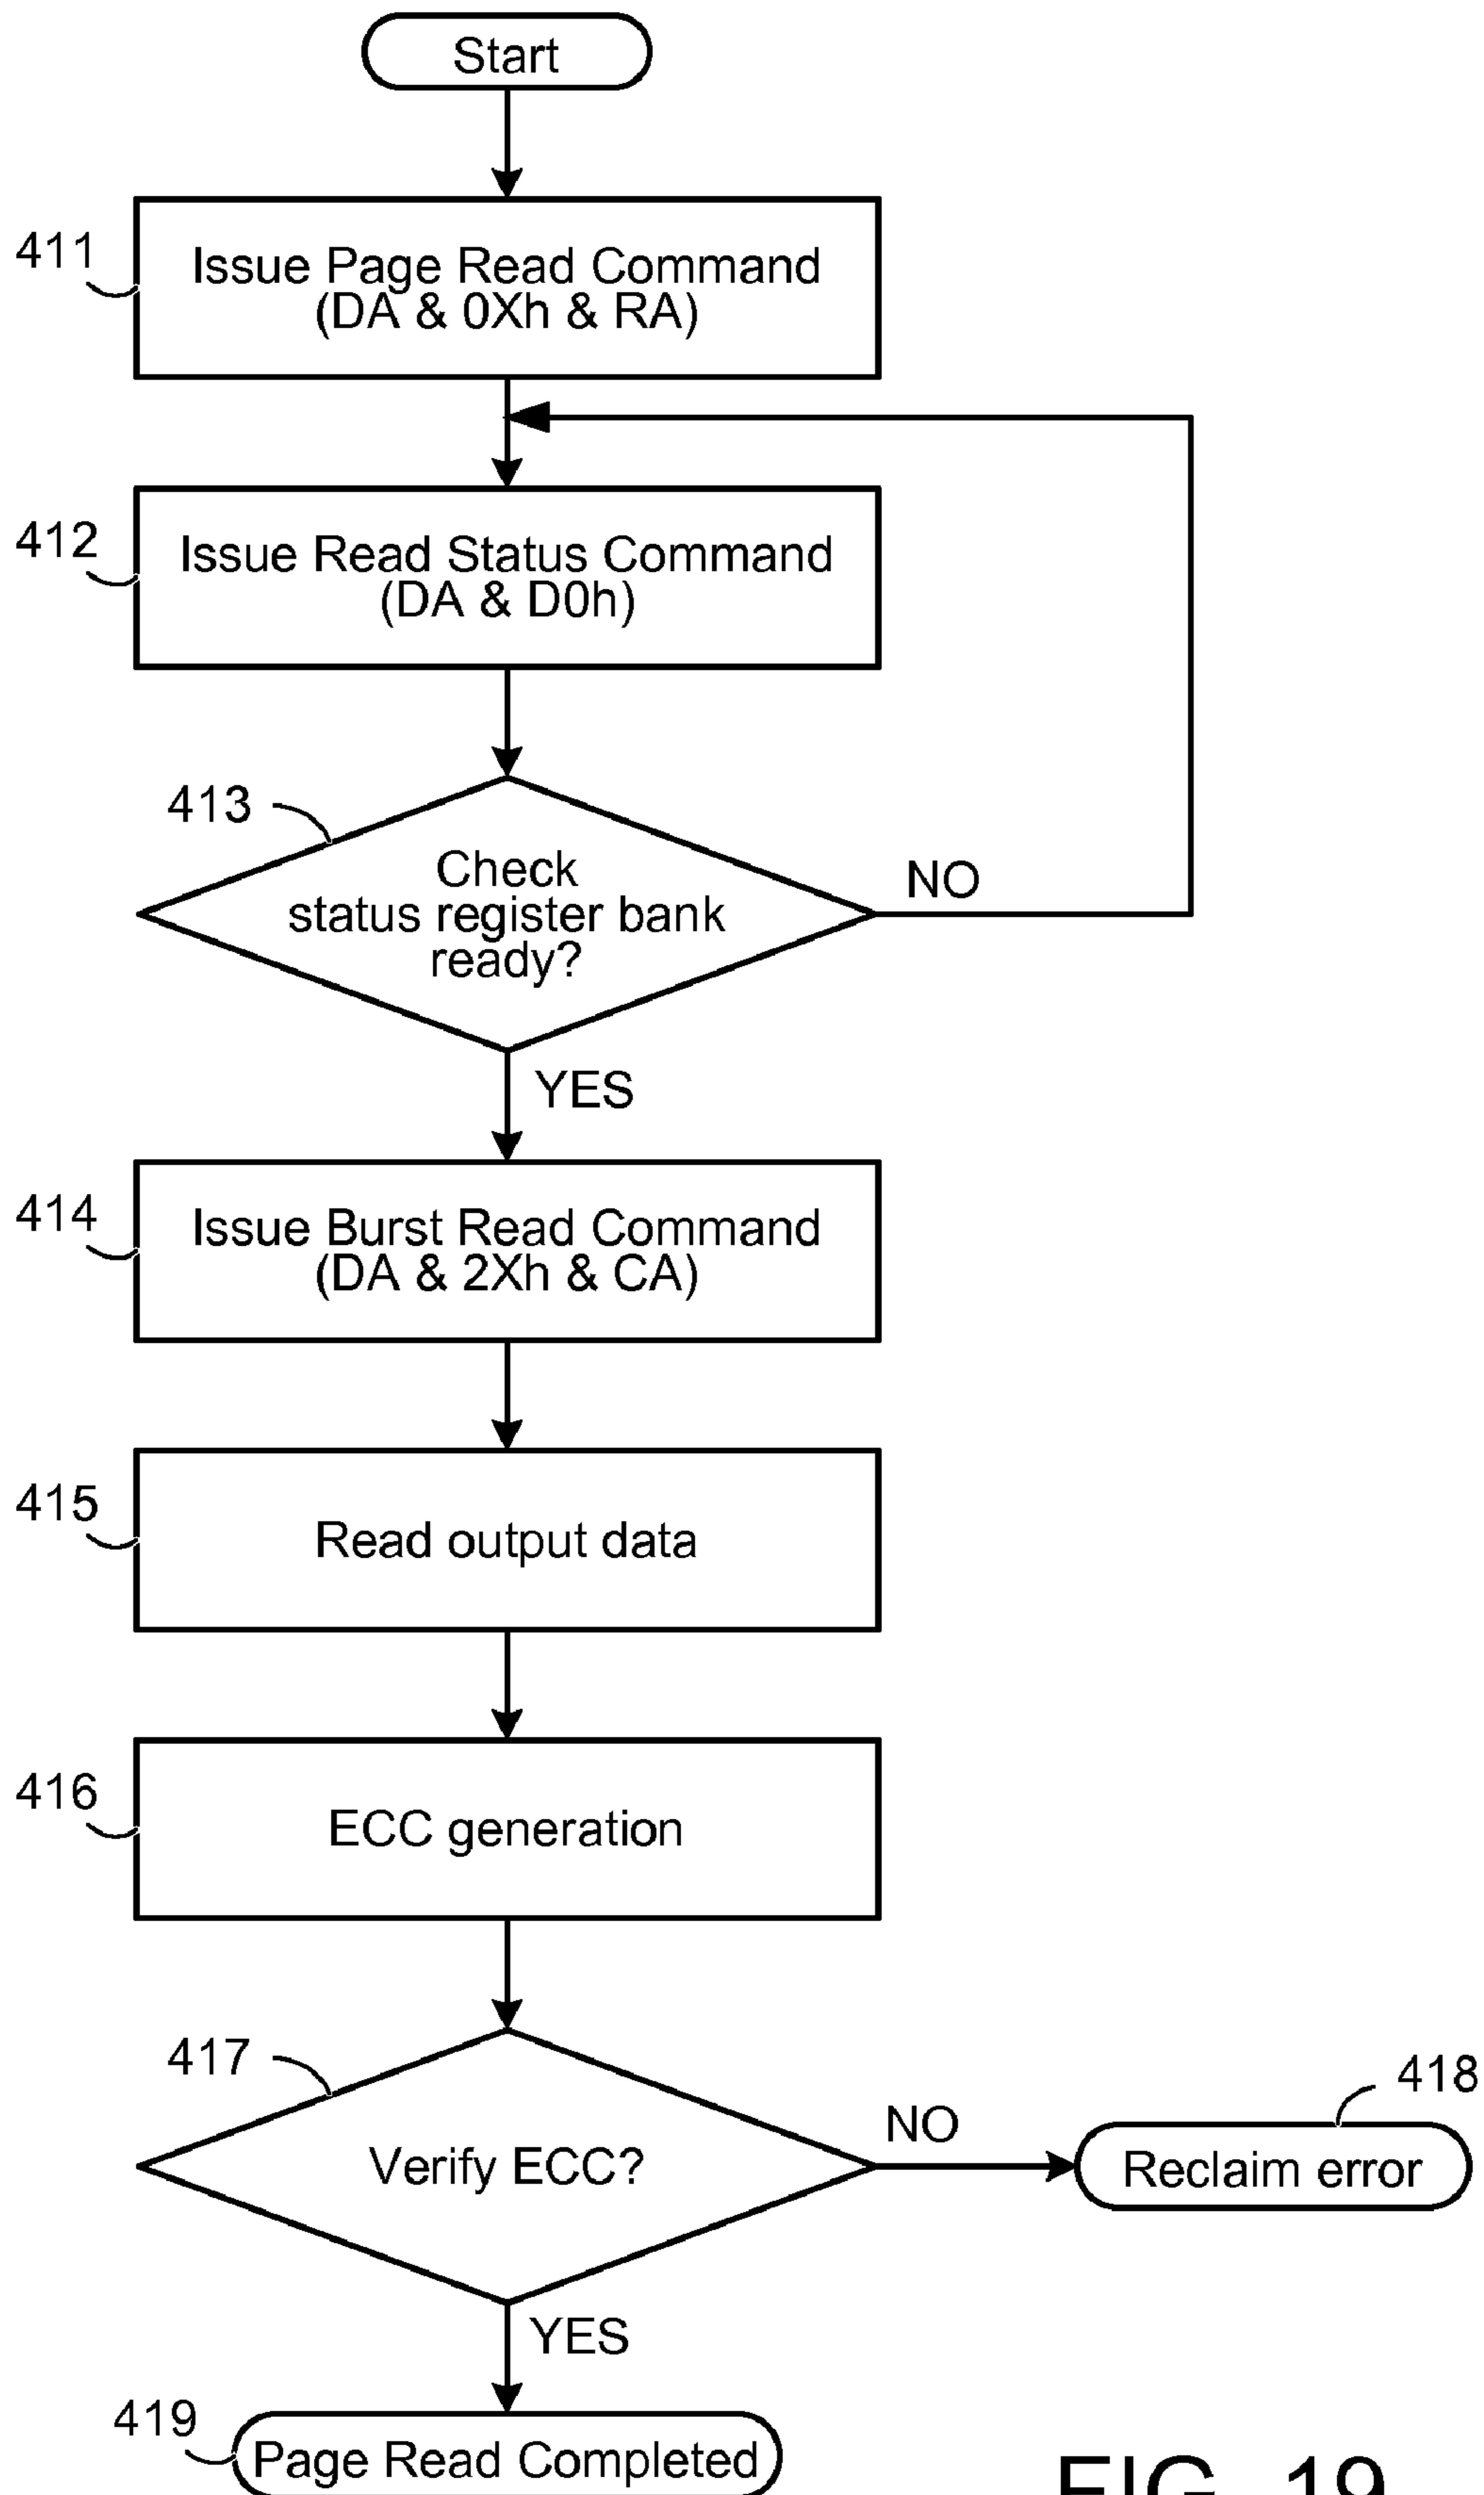 Start
411
Issue Page Read Command
(DA & 0Xh & RA)
412
Issue Read Status Command
(DA & D0h)
413
Check
status register bank
ready?
NO
YES
414
Issue Burst Read Command
(DA & 2Xh & CA)
415
Read output data
416
ECC generation
417
Verify ECC?
NO
418
Reclaim error
YES
419
Page Read Completed
FIG. 19